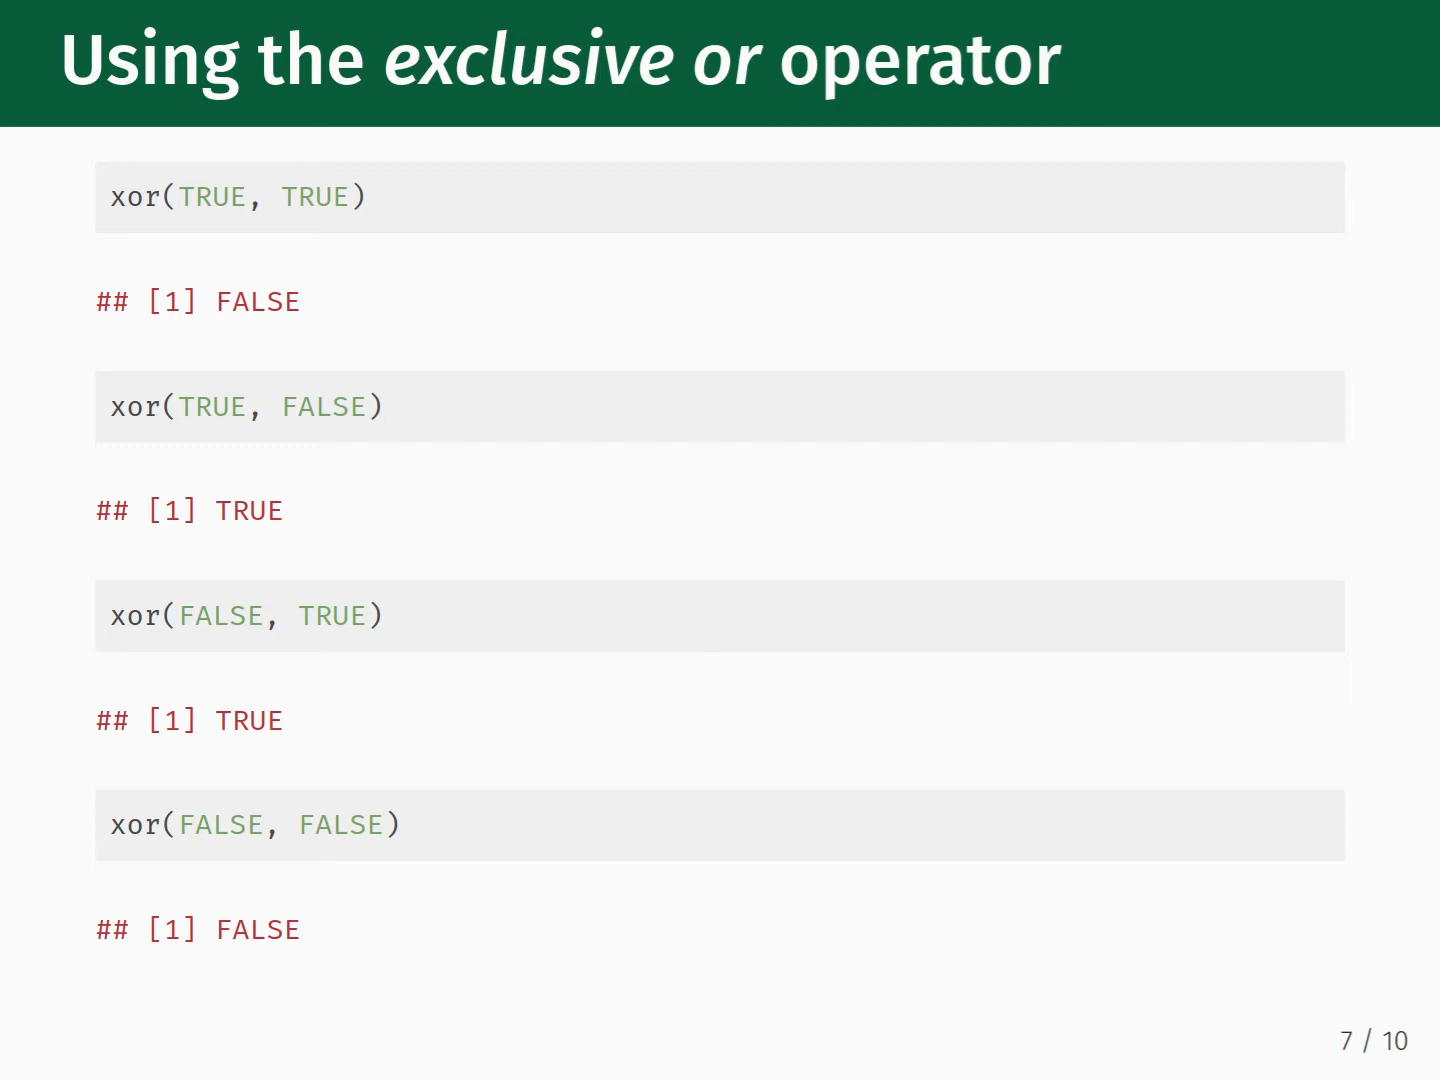 Using the exclusive or operator
xor(TRUE, TRUE)
## [1] FALSE
xor(TRUE, FALSE)
## [1] TRUE
xor(FALSE, TRUE)
## [1] TRUE
xor(FALSE, FALSE)
## [1] FALSE
7 / 10